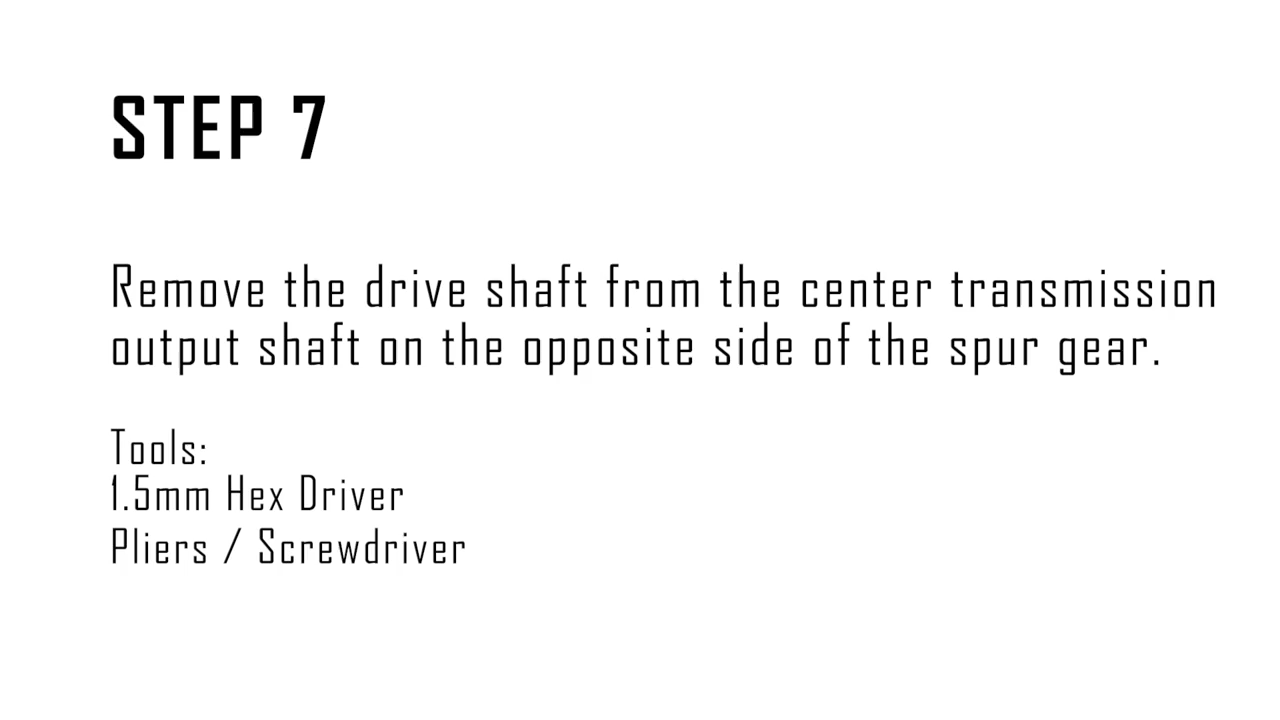 STEP 7
Remove the drive shaft from the center transmission
output shaft on the opposite side of the spur gear.
Tools:
1.5mm Hex Driver
Pliers / Screwdriver